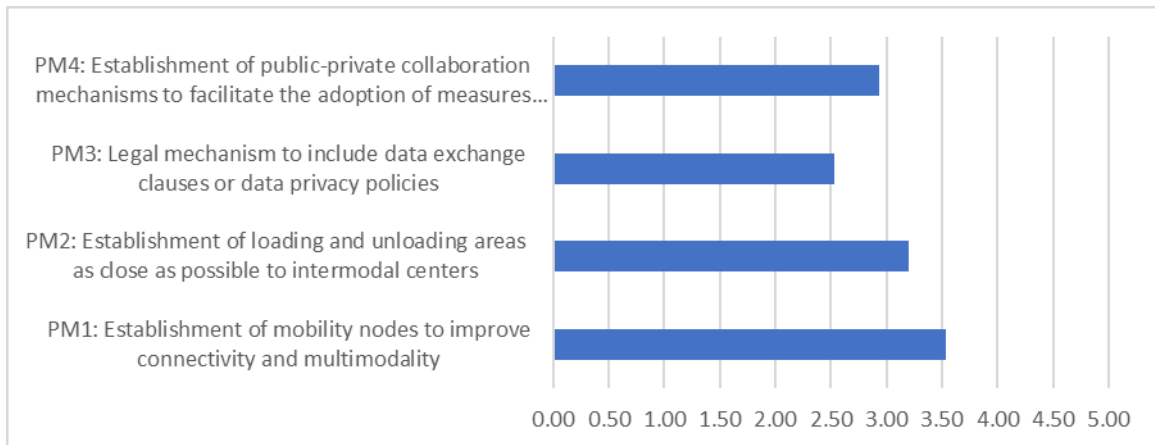 PM4: Establishment of public-private collaboration
mechanisms to facilitate the adoption of measures...
PM3: Legal mechanism to include data exchange
clauses or data privacy policies
PM2: Establishment of loading and unloading areas
as close as possible to intermodal centers
PM1: Establishment of mobility nodes to improve
connectivity and multimodality
0.00 0.50 1.00 1.50 2.00 2.50 3.00 3.50 4.00 4.50 5.00